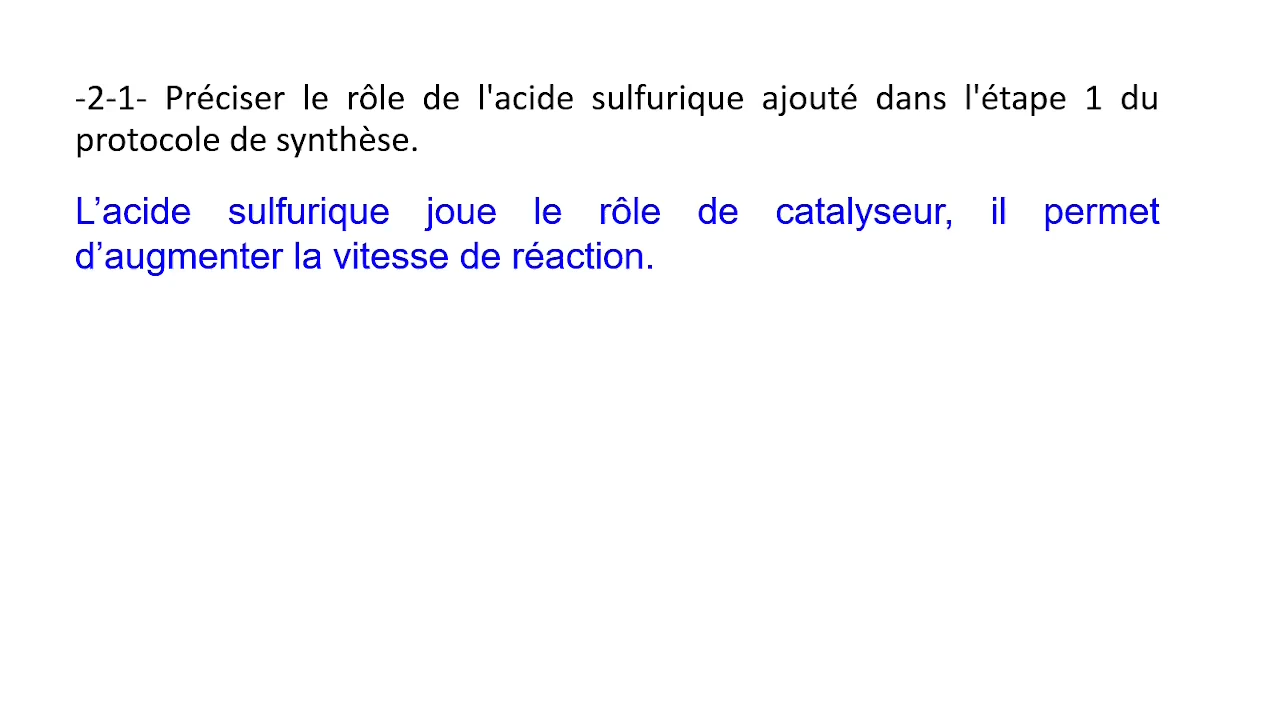 -2-1- Préciser le rôle de l'acide sulfurique ajouté dans l'étape 1 du
protocole de synthèse.
L’acide sulfurique joue le rôle de catalyseur, il permet
d’augmenter la vitesse de réaction.